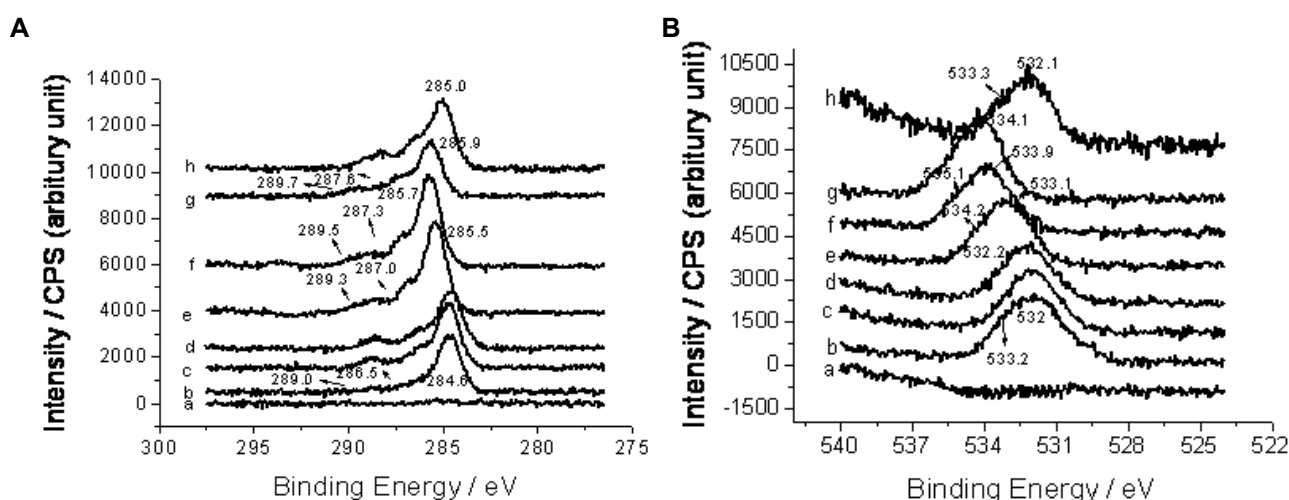 A
Intensity / CPS (arbitury unit)
14000
12000
10000
8000
6000
4000
2000
0
285.0
h
285.9
289.7
287.6
g
285.7
287.3
289.5
f
285.5
287.0
289.3
e
d
c
289.0
286.5
284.6
b
a
300
295
290
285
280
275
Binding Energy / eV
B
Intensity / CPS (arbitury unit)
10500
9000
7500
6000
4500
3000
1500
0
-1500
532.1
533.3
h
534.1
533.9
g
535.1
533.1
f
534.2
e
532.2
d
c
532
b
533.2
a
540
537
534
531
528
525
522
Binding Energy / eV